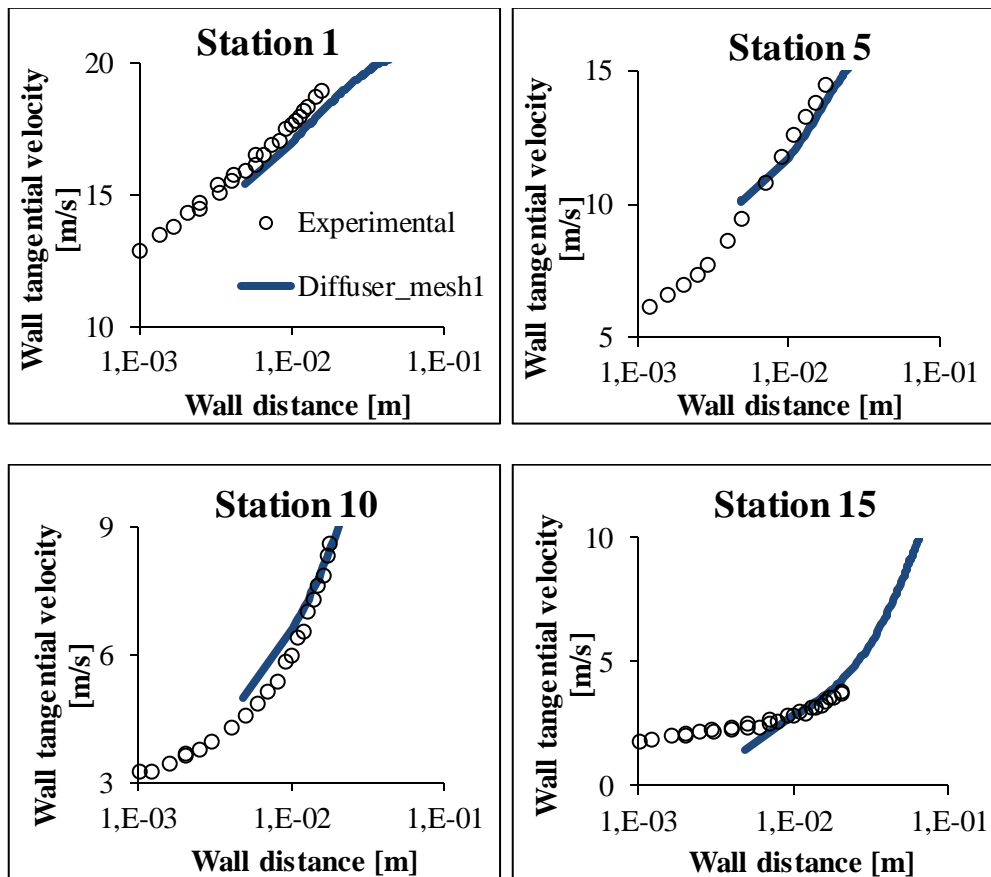 Station 1
Wall tangential velocity
[m/s]
20
15
10
Experimental
Diffuser_mesh1
1,E-03
1,E-02
1,E-01
Wall distance [m]
Station 5
Wall tangential velocity
[m/s]
15
10
5
1,E-03
1,E-02
1,E-01
Wall distance [m]
Station 10
Wall tangential velocity
[m/s]
9
6
3
1,E-03
1,E-02
1,E-01
Wall distance [m]
Station 15
Wall tangential velocity
[m/s]
10
5
0
1,E-03
1,E-02
1,E-01
Wall distance [m]